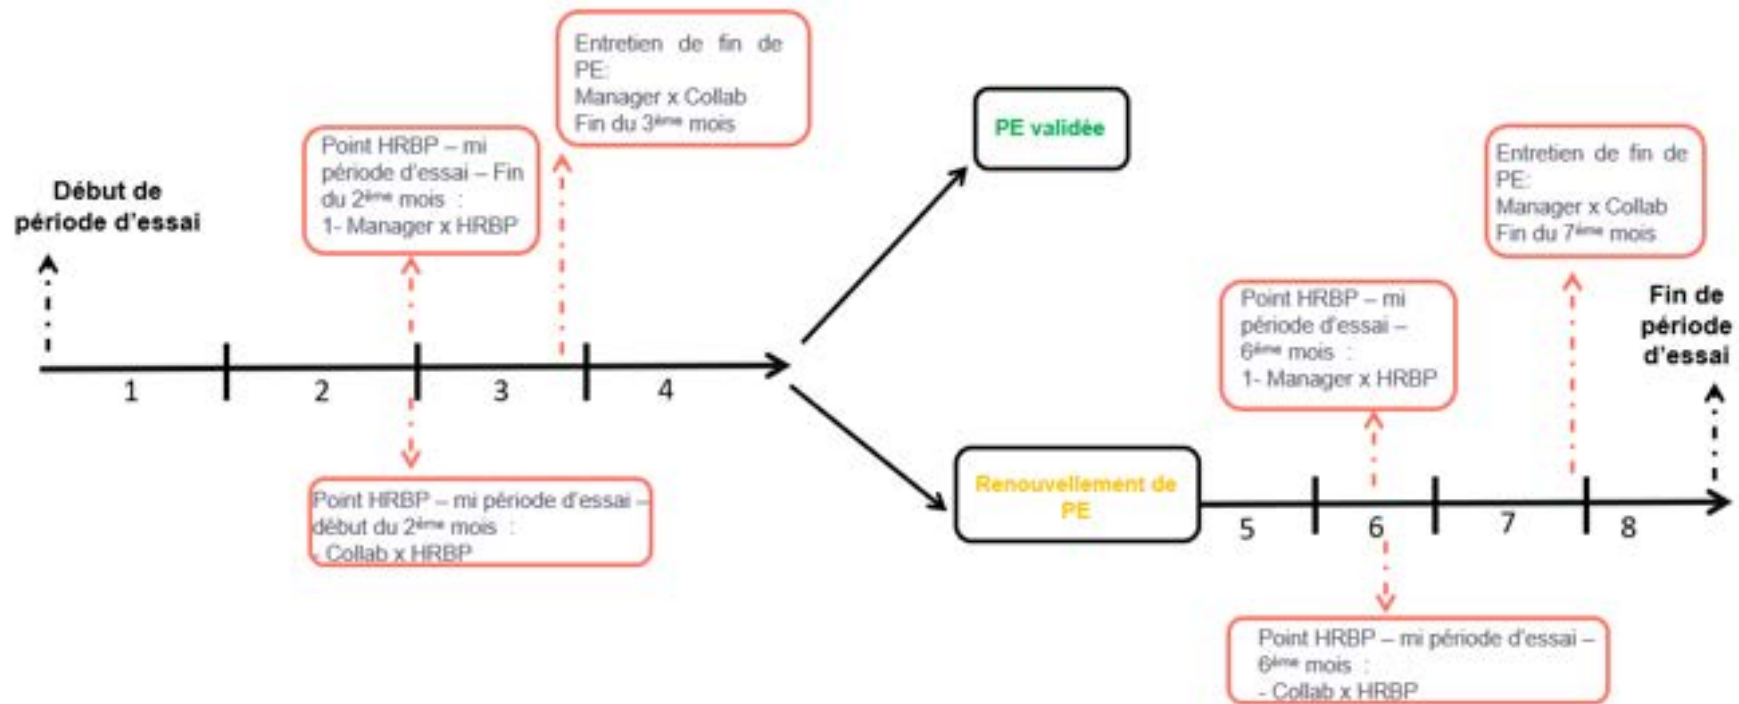 Entretien de fin de
PE:
Manager x Collab
Fin du 3ème mois
PE validée
Point HRBP – mi
période d'essai – Fin
du 2ème mois :
1- Manager x HRBP
Entretien de fin de
PE:
Manager x Collab
Fin du 7ème mois
Début de
période d'essai
Point HRBP – mi
période d'essai –
6ème mois :
1- Manager x HRBP
Fin de
période
d'essai
1
2
3
4
Point HRBP – mi période d'essai –
début du 2ème mois :
- Collab x HRBP
Renouvellement de
PE
5
6
7
8
Point HRBP – mi période d'essai –
6ème mois :
- Collab x HRBP